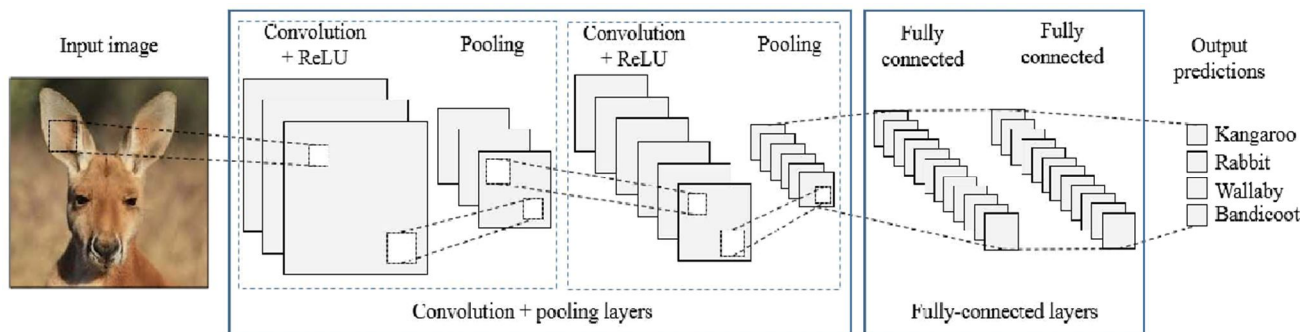 Input image
Convolution
+ ReLU
Pooling
Convolution
+ ReLU
Pooling
Fully
connected
Fully
connected
Output
predictions
Kangaroo
Rabbit
Wallaby
Bandicoot
Convolution + pooling layers
Fully-connected layers